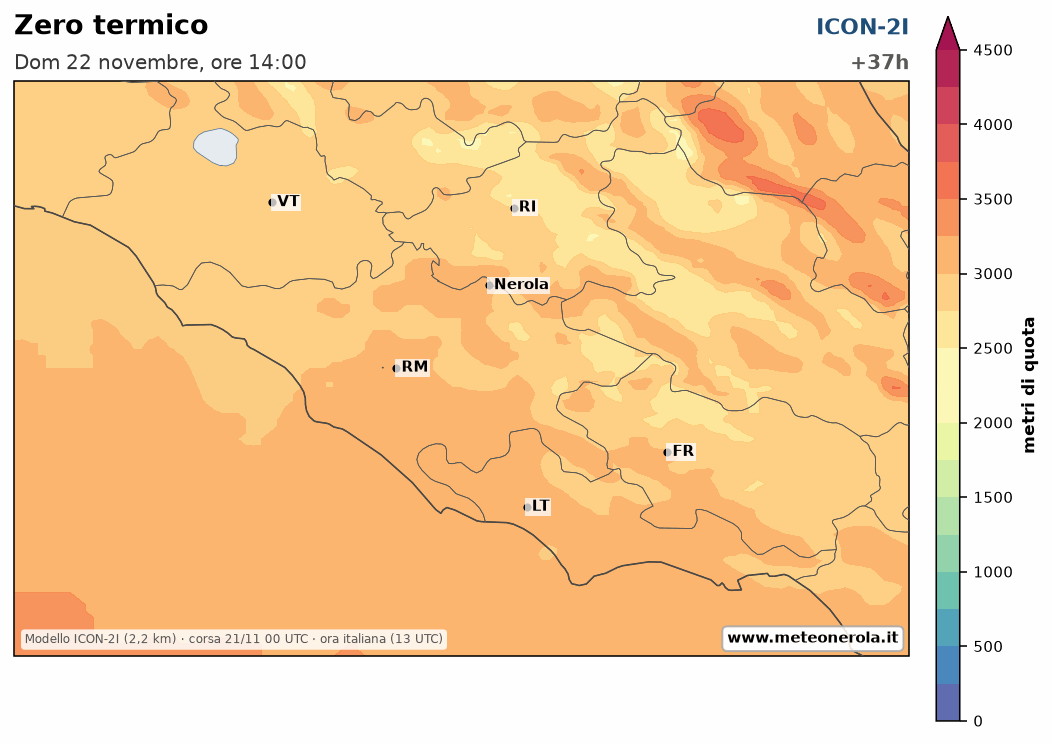 Zero termico
ICON-2I
Dom 22 novembre, ore 14:00
+37h
4500
4000
3500
3000
2500
2000
1500
1000
500
0
metri di quota
VT
RI
Nerola
RM
FR
LT
Modello ICON-2I (2,2 km) · corsa 21/11 00 UTC · ora italiana (13 UTC)
www.meteonerola.it